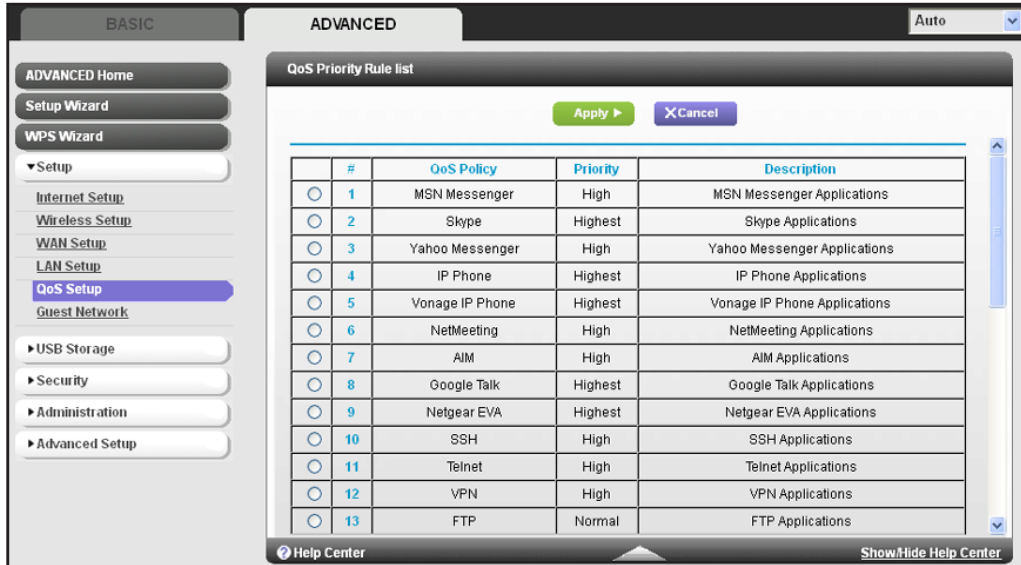 BASIC
ADVANCED
Auto
ADVANCED Home
Setup Wizard
WPS Wizard
Setup
Internet Setup
Wireless Setup
WAN Setup
LAN Setup
QoS Setup
Guest Network
USB Storage
Security
Administration
Advanced Setup
QoS Priority Rule list
Apply
X Cancel
# QoS Policy Priority Description
1 MSN Messenger High MSN Messenger Applications
2 Skype Highest Skype Applications
3 Yahoo Messenger High Yahoo Messenger Applications
4 IP Phone Highest IP Phone Applications
5 Vonage IP Phone Highest Vonage IP Phone Applications
6 NetMeeting High NetMeeting Applications
7 AIM High AIM Applications
8 Google Talk Highest Google Talk Applications
9 Netgear EVA Highest Netgear EVA Applications
10 SSH High SSH Applications
11 Telnet High Telnet Applications
12 VPN High VPN Applications
13 FTP Normal FTP Applications
? Help Center
Show/Hide Help Center